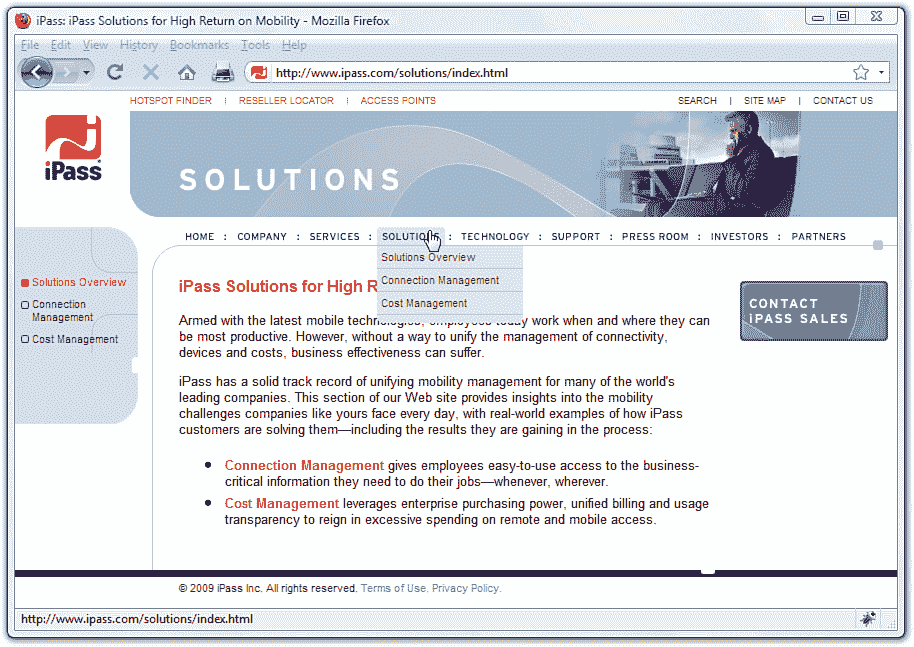 iPass: iPass Solutions for High Return on Mobility - Mozilla Firefox
File Edit View History Bookmarks Tools Help
http://www.ipass.com/solutions/index.html
HOTSPOT FINDER | RESELLER LOCATOR | ACCESS POINTS SEARCH | SITE MAP | CONTACT US
iPass
SOLUTIONS
HOME : COMPANY : SERVICES : SOLUTIONS : TECHNOLOGY : SUPPORT : PRESS ROOM : INVESTORS : PARTNERS
Solutions Overview
Connection Management
Cost Management
Solutions Overview
Connection
Management
Cost Management
iPass Solutions for High R
CONTACT
iPASS SALES
Armed with the latest mobile technologies, employees today work when and where they can
be most productive. However, without a way to unify the management of connectivity,
devices and costs, business effectiveness can suffer.
iPass has a solid track record of unifying mobility management for many of the world's
leading companies. This section of our Web site provides insights into the mobility
challenges companies like yours face every day, with real-world examples of how iPass
customers are solving them—including the results they are gaining in the process:
• Connection Management gives employees easy-to-use access to the business-
critical information they need to do their jobs—whenever, wherever.
• Cost Management leverages enterprise purchasing power, unified billing and usage
transparency to reign in excessive spending on remote and mobile access.
© 2009 iPass Inc. All rights reserved. Terms of Use. Privacy Policy.
http://www.ipass.com/solutions/index.html